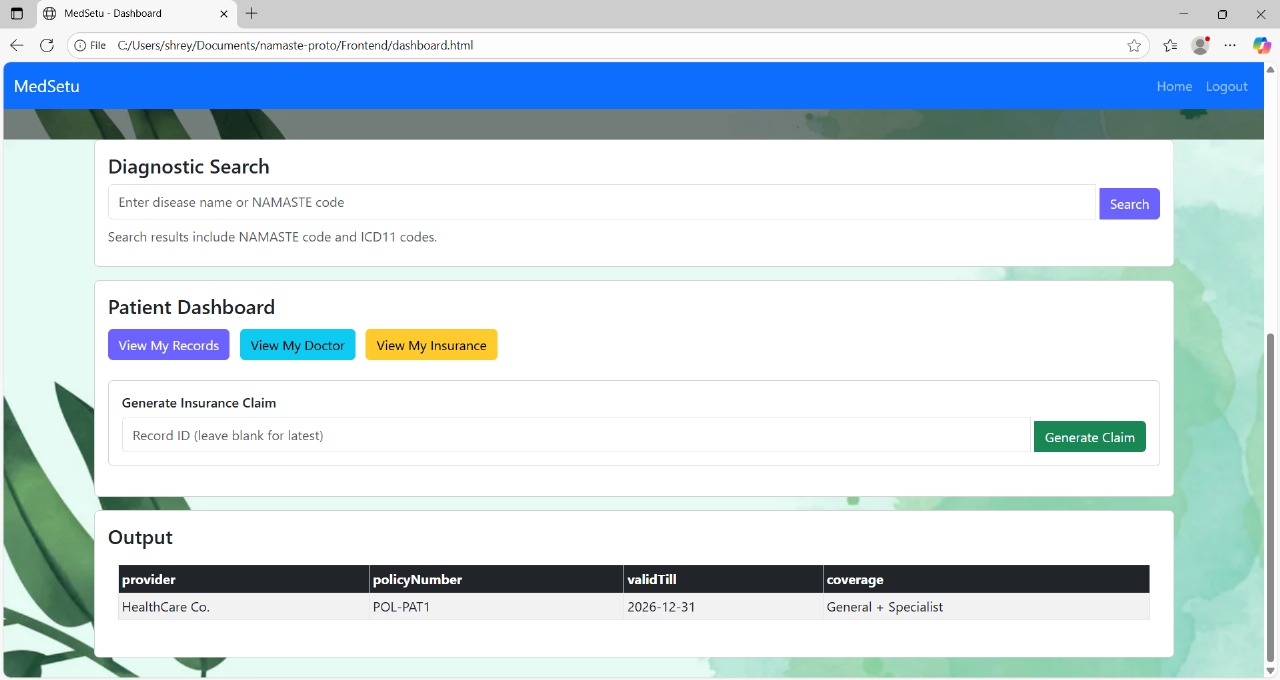 MedSetu - Dashboard
File C:/Users/shrey/Documents/namaste-proto/Frontend/dashboard.html
MedSetu Home Logout
Diagnostic Search
Enter disease name or NAMASTE code Search
Search results include NAMASTE code and ICD11 codes.
Patient Dashboard
View My Records View My Doctor View My Insurance
Generate Insurance Claim
Record ID (leave blank for latest) Generate Claim
Output
provider policyNumber validTill coverage
HealthCare Co. POL-PAT1 2026-12-31 General + Specialist